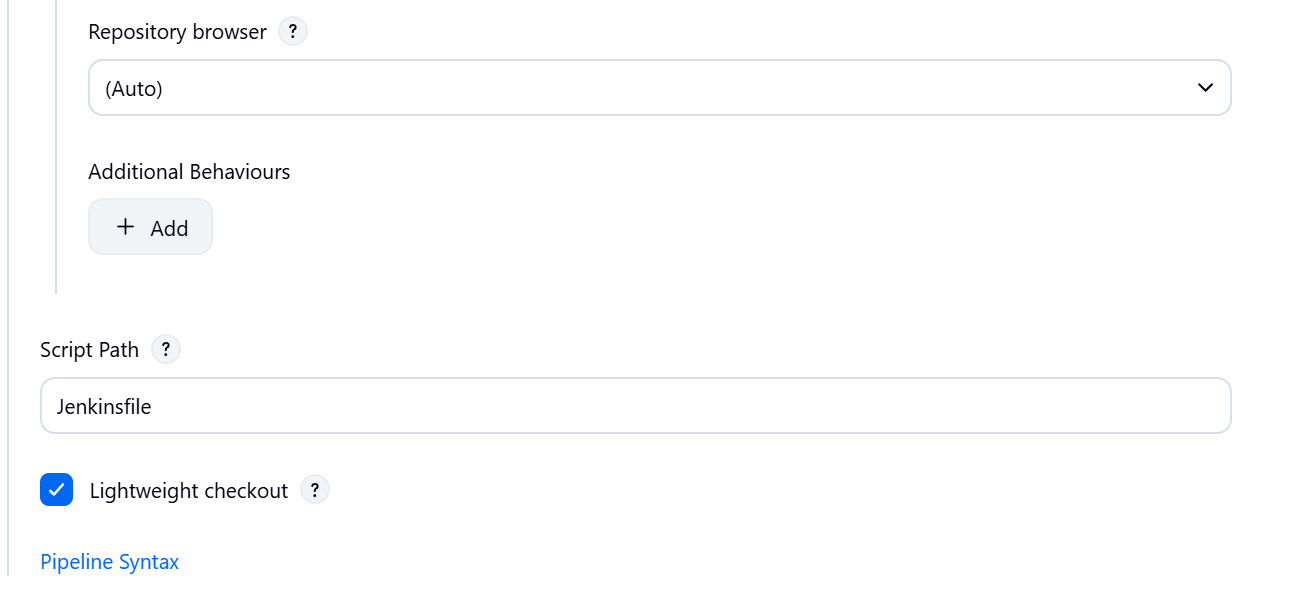 Repository browser ?
(Auto)
Additional Behaviours
+ Add
Script Path ?
Jenkinsfile
Lightweight checkout ?
Pipeline Syntax